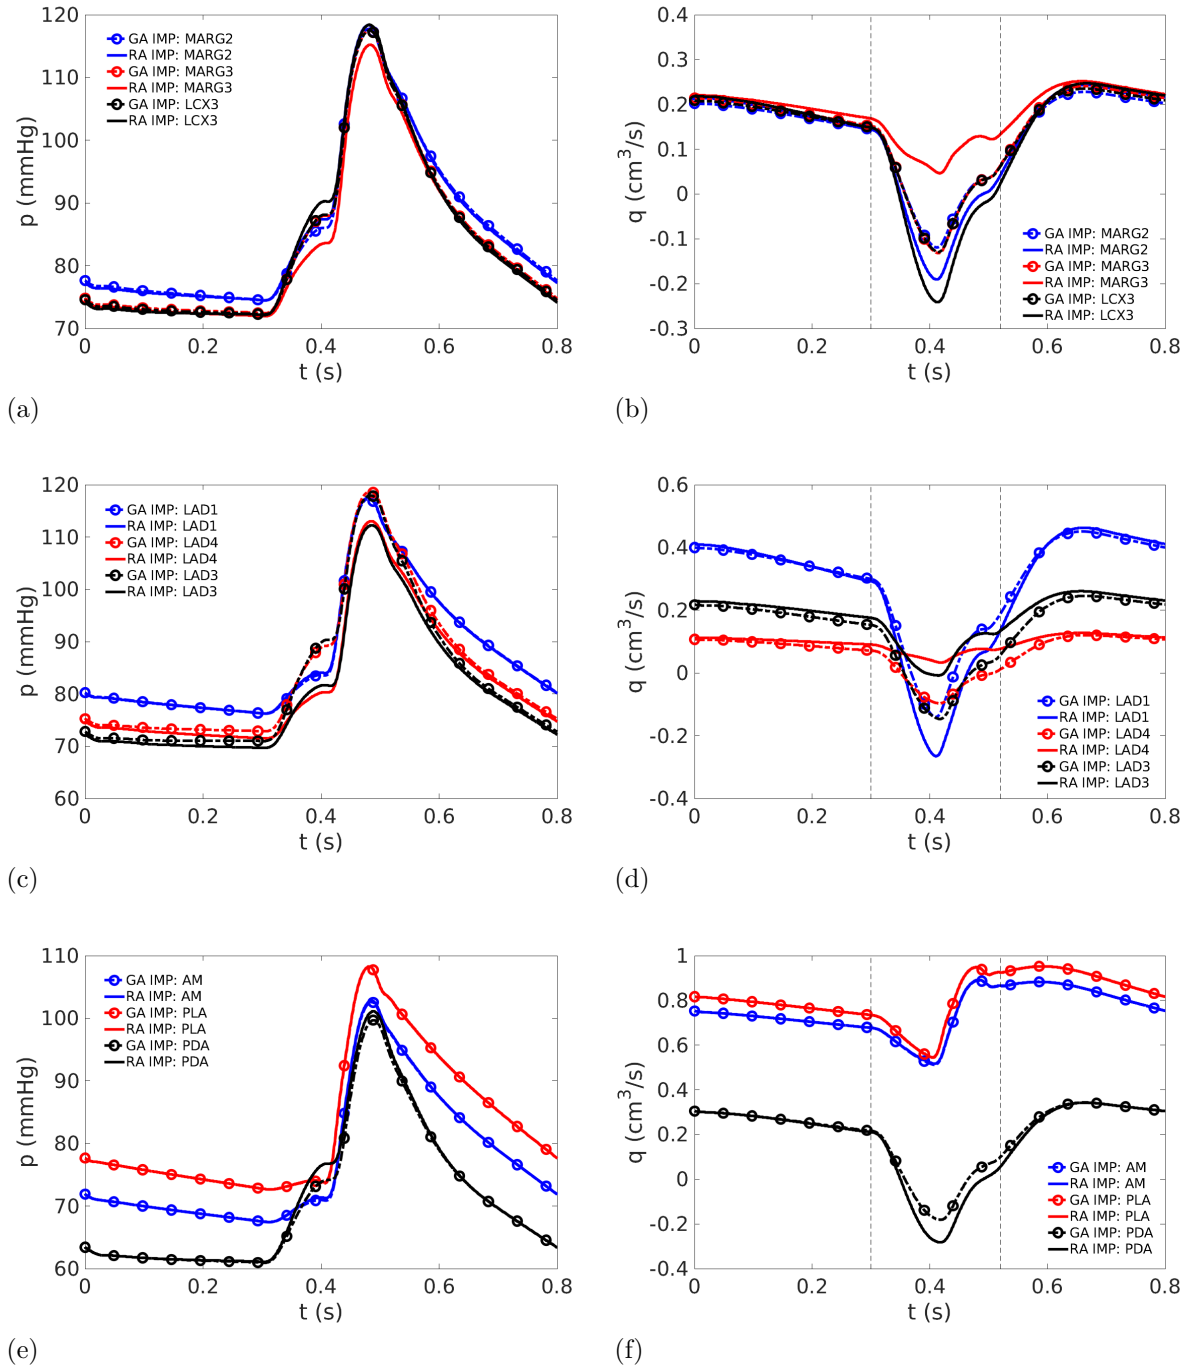 120
110
100
90
80
70
p (mmHg)
GA IMP: MARG2
RA IMP: MARG2
GA IMP: MARG3
RA IMP: MARG3
GA IMP: LCX3
RA IMP: LCX3
0 0.2 0.4 0.6 0.8
t (s)
(a)
0.4
0.3
0.2
0.1
0
-0.1
-0.2
-0.3
q (cm³/s)
GA IMP: MARG2
RA IMP: MARG2
GA IMP: MARG3
RA IMP: MARG3
GA IMP: LCX3
RA IMP: LCX3
0 0.2 0.4 0.6 0.8
t (s)
(b)
120
110
100
90
80
70
60
p (mmHg)
GA IMP: LAD1
RA IMP: LAD1
GA IMP: LAD4
RA IMP: LAD4
GA IMP: LAD3
RA IMP: LAD3
0 0.2 0.4 0.6 0.8
t (s)
(c)
0.6
0.4
0.2
0
-0.2
-0.4
q (cm³/s)
GA IMP: LAD1
RA IMP: LAD1
GA IMP: LAD4
RA IMP: LAD4
GA IMP: LAD3
RA IMP: LAD3
0 0.2 0.4 0.6 0.8
t (s)
(d)
110
100
90
80
70
60
p (mmHg)
GA IMP: AM
RA IMP: AM
GA IMP: PLA
RA IMP: PLA
GA IMP: PDA
RA IMP: PDA
0 0.2 0.4 0.6 0.8
t (s)
(e)
1
0.8
0.6
0.4
0.2
0
-0.2
-0.4
q (cm³/s)
GA IMP: AM
RA IMP: AM
GA IMP: PLA
RA IMP: PLA
GA IMP: PDA
RA IMP: PDA
0 0.2 0.4 0.6 0.8
t (s)
(f)